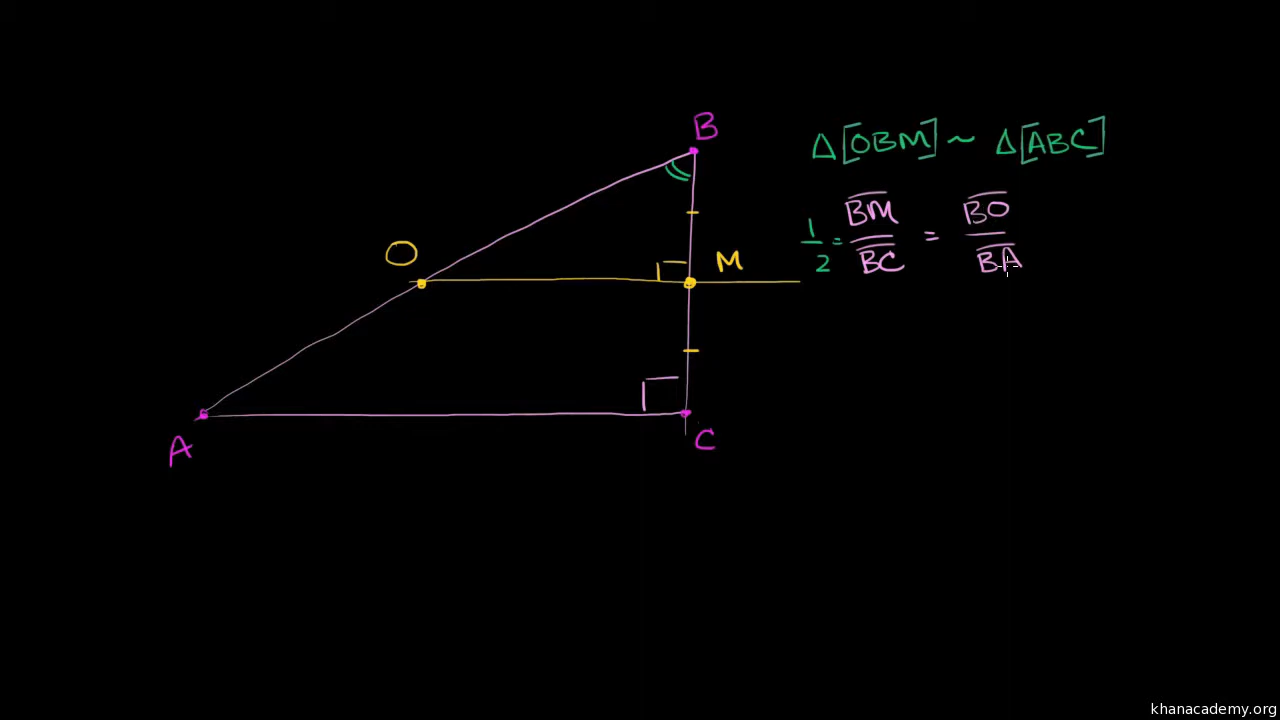 B
Δ[OBM] ~ Δ[ABC]
1/2 = BM/BC = BO/BA
O
M
A
C
khanacademy.org